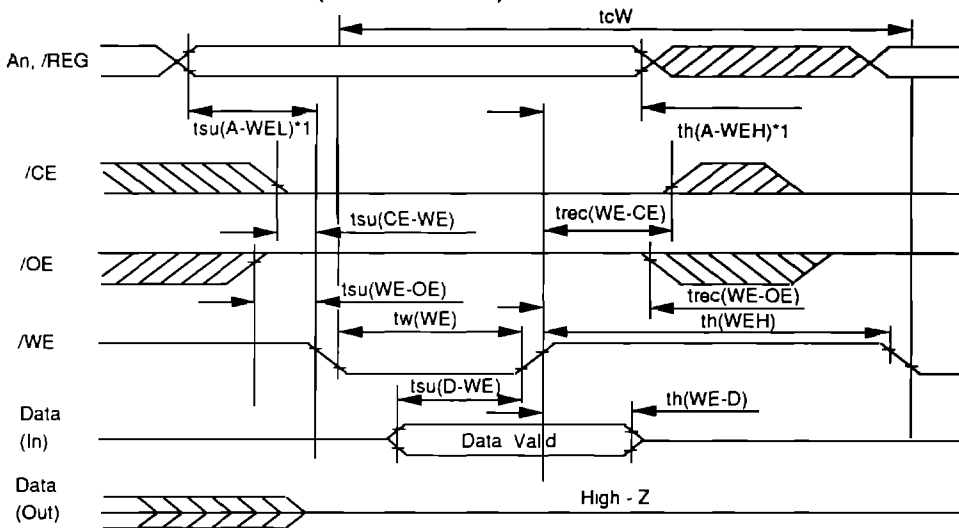 tcW
An, /REG
tsu(A-WEL)*1
th(A-WEH)*1
/CE
tsu(CE-WE)
trec(WE-CE)
/OE
tsu(WE-OE)
trec(WE-OE)
tw(WE)
th(WEH)
/WE
tsu(D-WE)
th(WE-D)
Data
(In)
Data Valid
Data
(Out)
High - Z